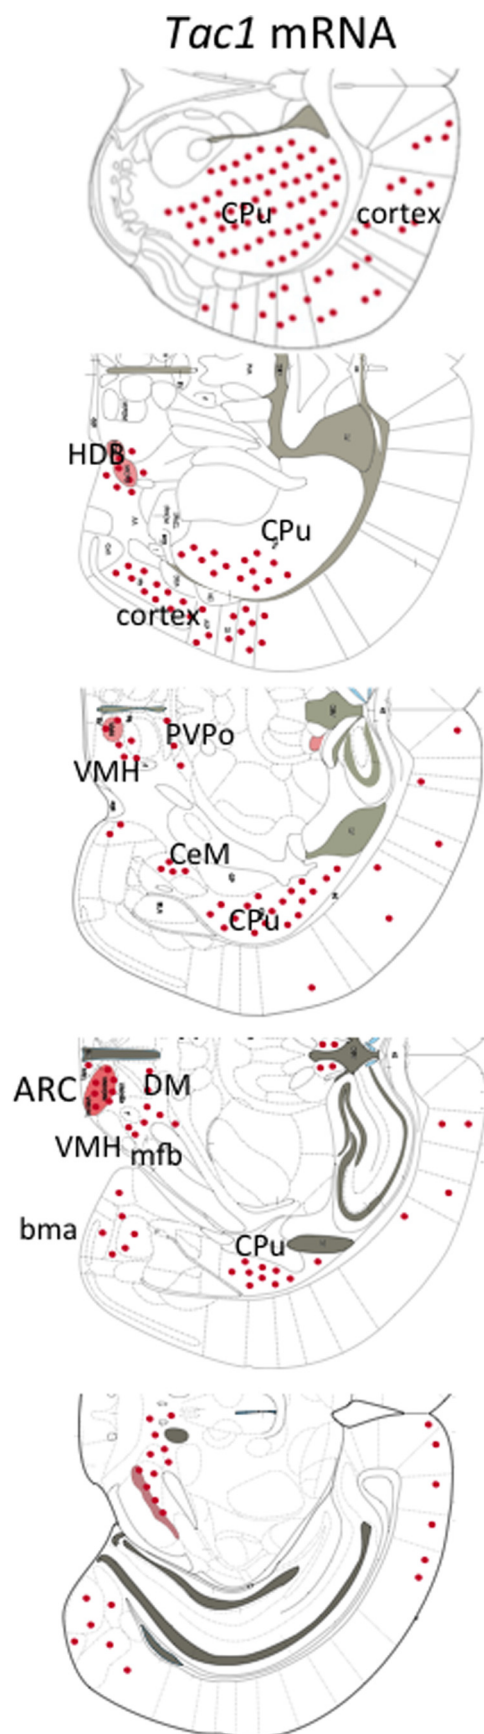 Tac1 mRNA
CPu
cortex
HDB
CPu
cortex
PVPo
VMH
CeM
CPu
ARC
DM
VMH
mfb
bma
CPu